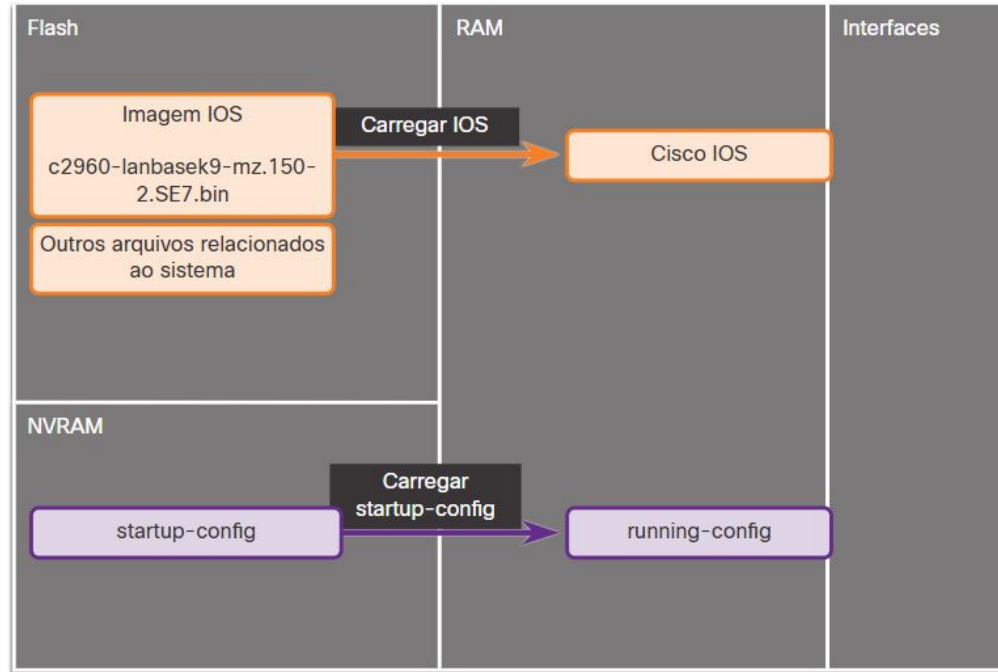 Flash
RAM
Interfaces
Imagem IOS
c2960-lanbasek9-mz.150-
2.SE7.bin
Carregar IOS
Cisco IOS
Outros arquivos relacionados
ao sistema
NVRAM
startup-config
Carregar
startup-config
running-config